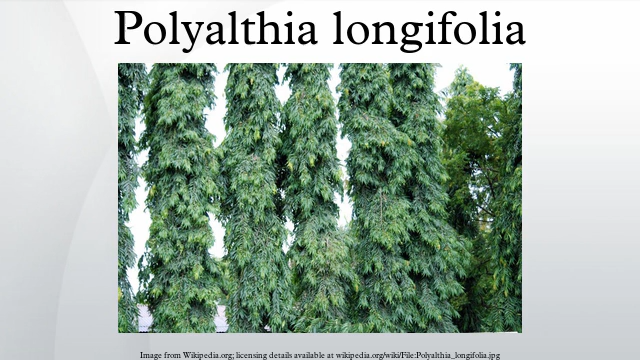 Polyalthia longifolia
Image from Wikipedia.org; licensing details available at wikipedia.org/wiki/File:Polyalthia_longifolia.jpg